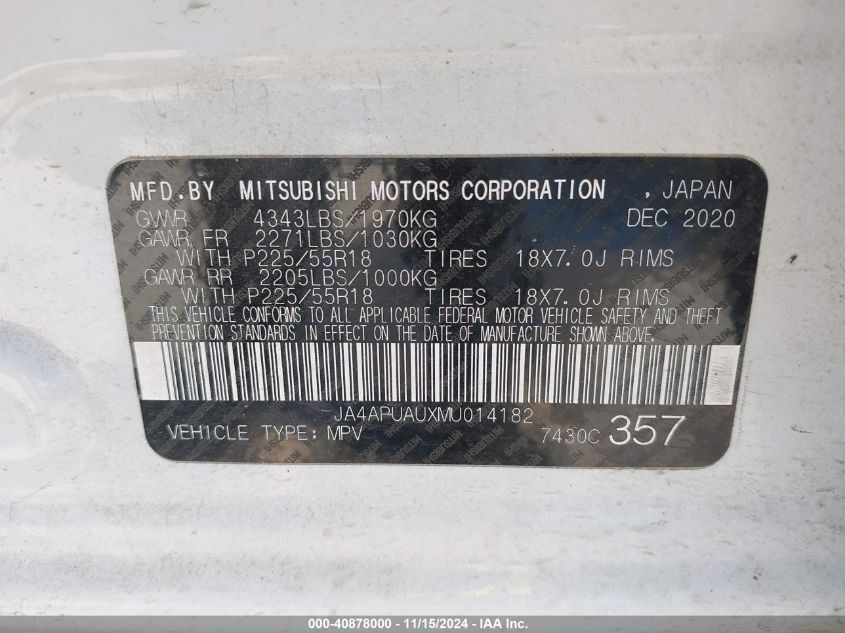 MFD.BY MITSUBISHI MOTORS CORPORATION , JAPAN
GVWR 4343LBS/1970KG DEC 2020
GAWR FR 2271LBS/1030KG
WITH P225/55R18 TIRES 18X7.0J RIMS
GAWR RR 2205LBS/1000KG
WITH P225/55R18 TIRES 18X7.0J RIMS
THIS VEHICLE CONFORMS TO ALL APPLICABLE FEDERAL MOTOR VEHICLE SAFETY AND THEFT
PREVENTION STANDARDS IN EFFECT ON THE DATE OF MANUFACTURE SHOWN ABOVE.
JA4APUAUXMU014182
VEHICLE TYPE: MPV 7430C 357
000-40878000 - 11/15/2024 - IAA Inc.